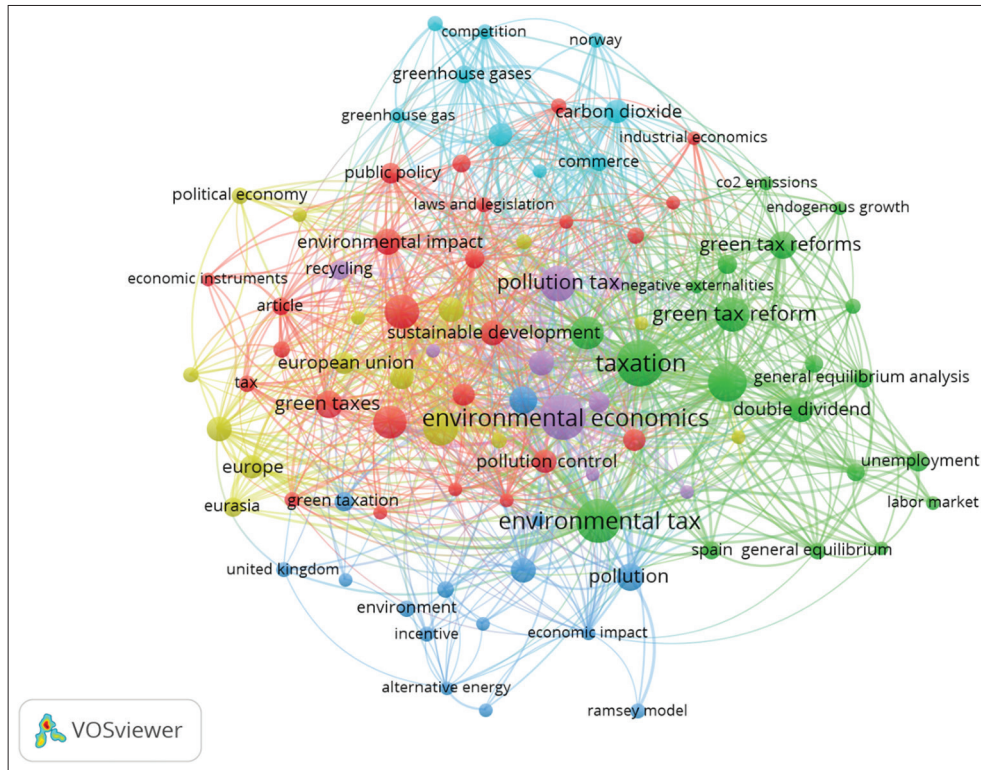 competition
norway
greenhouse gases
greenhouse gas
carbon dioxide
industrial economics
commerce
public policy
political economy
laws and legislation
co2 emissions
endogenous growth
environmental impact
green tax reforms
recycling
economic instruments
pollution tax
negative externalities
article
green tax reform
sustainable development
european union
taxation
tax
general equilibrium analysis
green taxes
double dividend
environmental economics
europe
pollution control
unemployment
eurasia
green taxation
labor market
environmental tax
spain
general equilibrium
united kingdom
pollution
environment
incentive
economic impact
alternative energy
ramsey model
VOSviewer